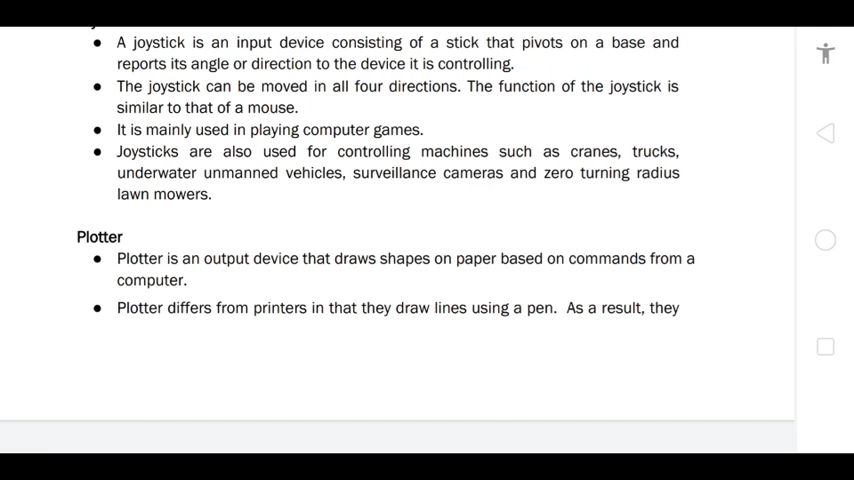 ● A joystick is an input device consisting of a stick that pivots on a base and
reports its angle or direction to the device it is controlling.
● The joystick can be moved in all four directions. The function of the joystick is
similar to that of a mouse.
● It is mainly used in playing computer games.
● Joysticks are also used for controlling machines such as cranes, trucks,
underwater unmanned vehicles, surveillance cameras and zero turning radius
lawn mowers.
Plotter
● Plotter is an output device that draws shapes on paper based on commands from a
computer.
● Plotter differs from printers in that they draw lines using a pen. As a result, they